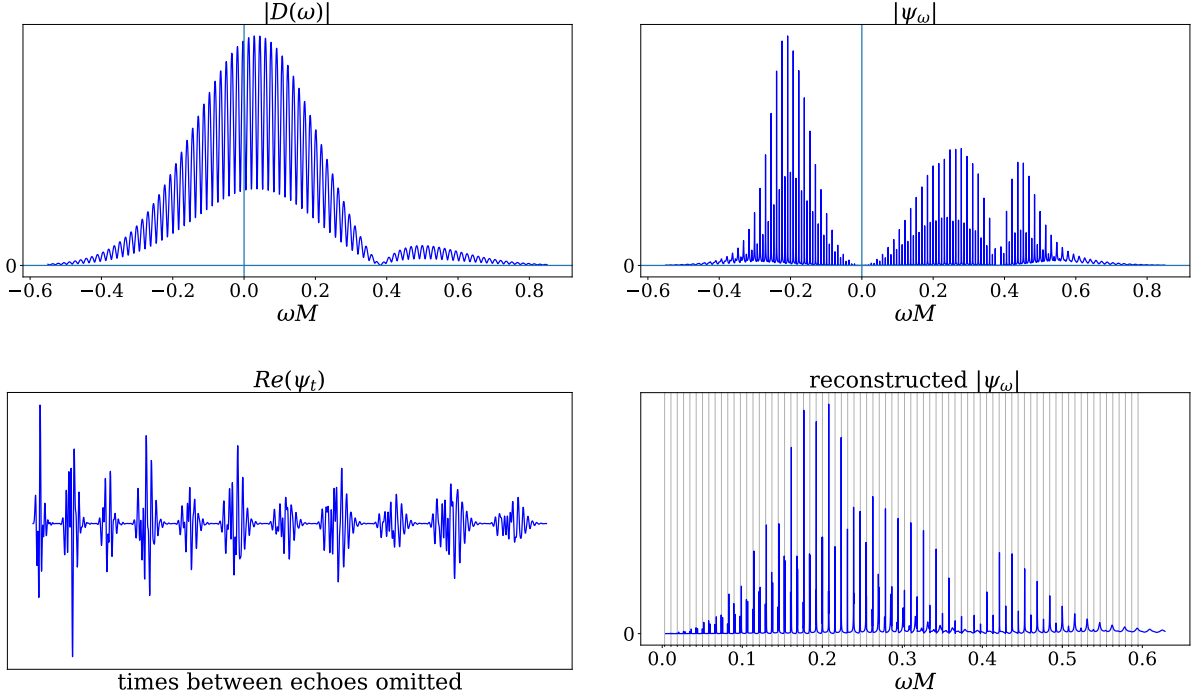 |D(ω)|
0
−0.6 −0.4 −0.2 0.0 0.2 0.4 0.6 0.8
ωM
|ψω|
0
−0.6 −0.4 −0.2 0.0 0.2 0.4 0.6 0.8
ωM
Re(ψt)
times between echoes omitted
reconstructed |ψω|
0
0.0 0.1 0.2 0.3 0.4 0.5 0.6
ωM